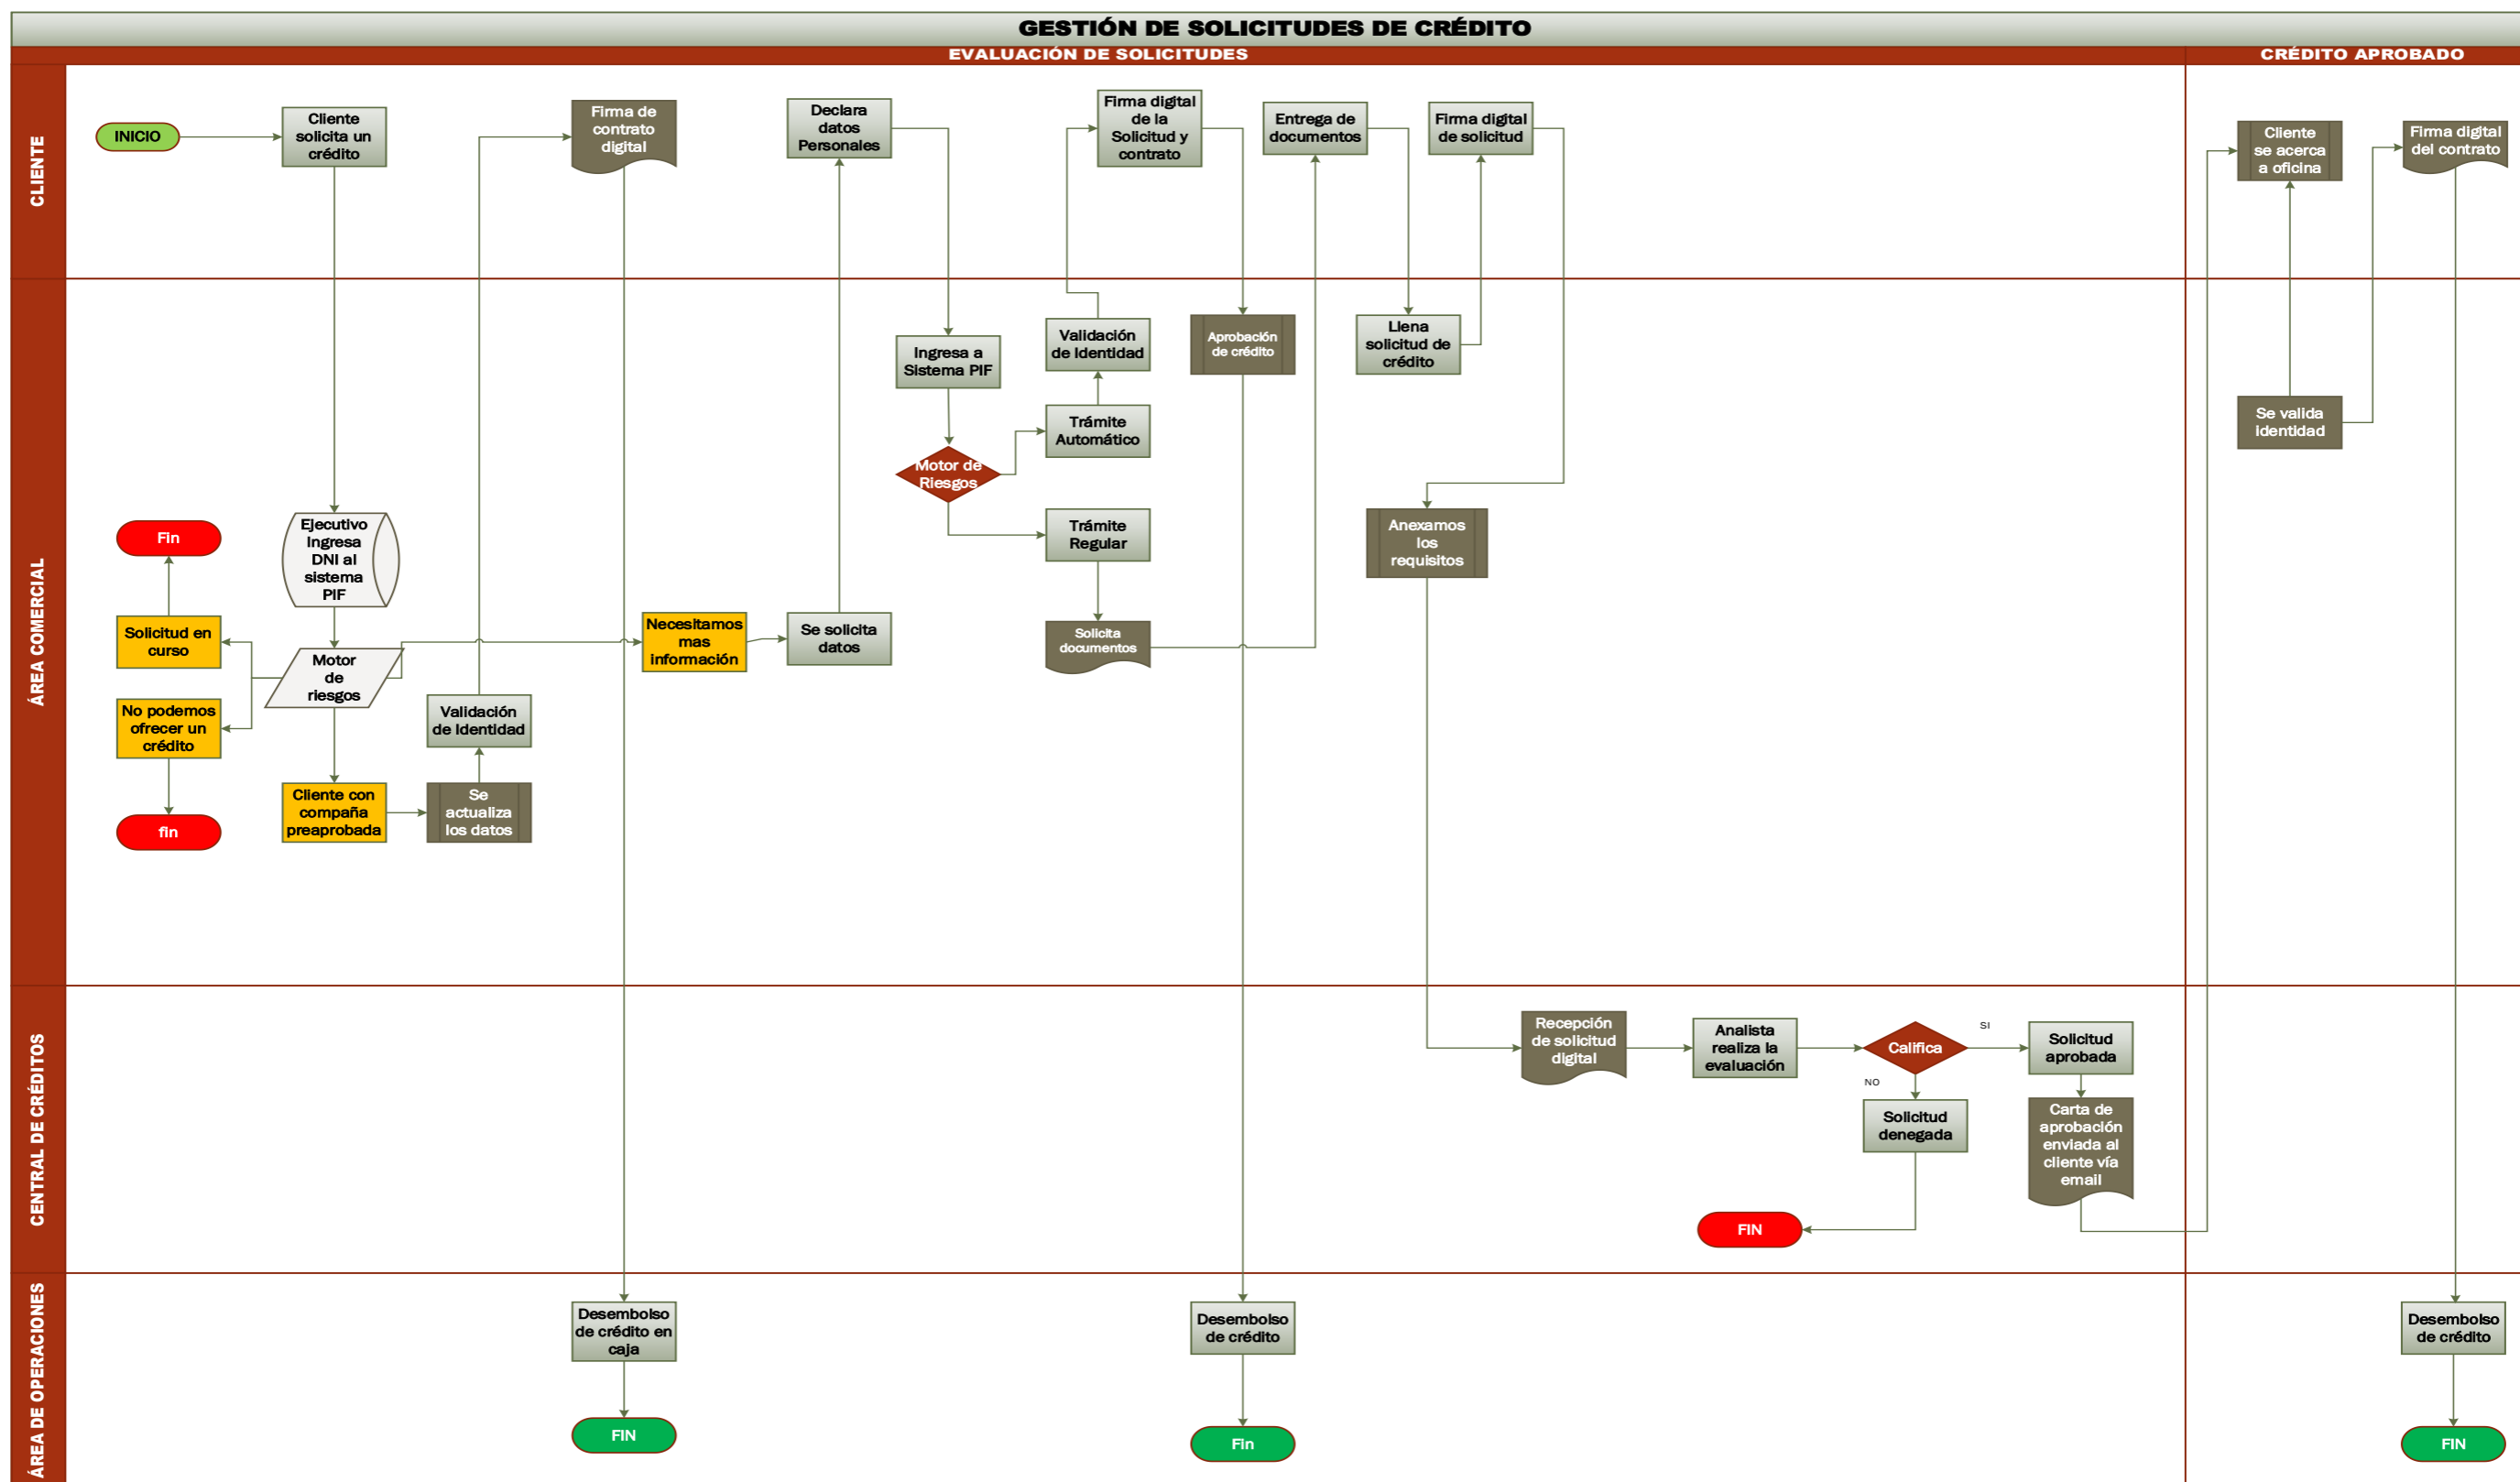 GESTIÓN DE SOLICITUDES DE CRÉDITO
EVALUACIÓN DE SOLICITUDES
CRÉDITO APROBADO
CLIENTE
INICIO
Cliente
solicita un
crédito
Firma de
contrato
digital
Declara
datos
Personales
Firma digital
de la
Solicitud y
contrato
Entrega de
documentos
Firma digital
de solicitud
Cliente
se acerca
a oficina
Firma digital
del contrato
ÁREA COMERCIAL
Ingresa a
Sistema PIF
Validación
de Identidad
Aprobación
de crédito
Llena
solicitud de
crédito
Trámite
Automático
Se valida
Identidad
Motor de
Riesgos
Trámite
Regular
Anexamos
los
requisitos
Fin
Ejecutivo
Ingresa
DNI al
sistema
PIF
Solicitud en
curso
Motor
de
riesgos
Necesitamos
mas
información
Se solicita
datos
Solicita
documentos
No podemos
ofrecer un
crédito
Validación
de Identidad
fin
Cliente con
compaña
preaprobada
Se
actualiza
los datos
CENTRAL DE CRÉDITOS
Recepción
de solicitud
digital
Analista
realiza la
evaluación
Califica
SI
Solicitud
aprobada
NO
Solicitud
denegada
Carta de
aprobación
enviada al
cliente vía
email
FIN
ÁREA DE OPERACIONES
Desembolso
de crédito en
caja
Desembolso
de crédito
Desembolso
de crédito
FIN
Fin
FIN